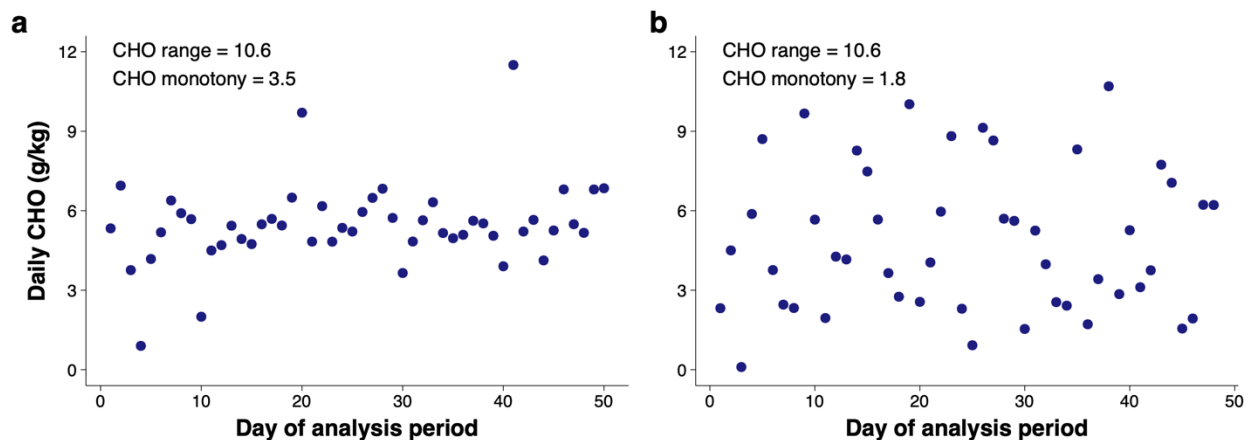 a
CHO range = 10.6
CHO monotony = 3.5
Daily CHO (g/kg)
12
9
6
3
0
0 10 20 30 40 50
Day of analysis period
b
CHO range = 10.6
CHO monotony = 1.8
12
9
6
3
0
0 10 20 30 40 50
Day of analysis period